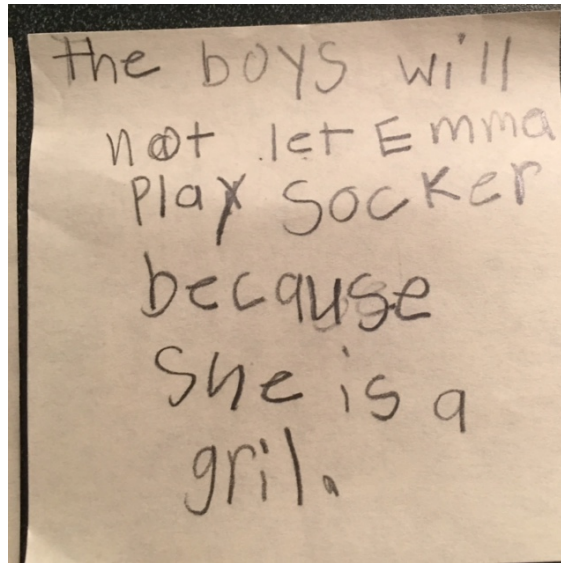 the boys will
not let Emma
play socker
because
She is a
gril.